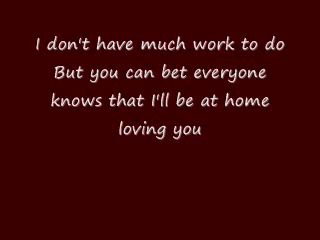 I don't have much work to do
But you can bet everyone
knows that I'll be at home
loving you